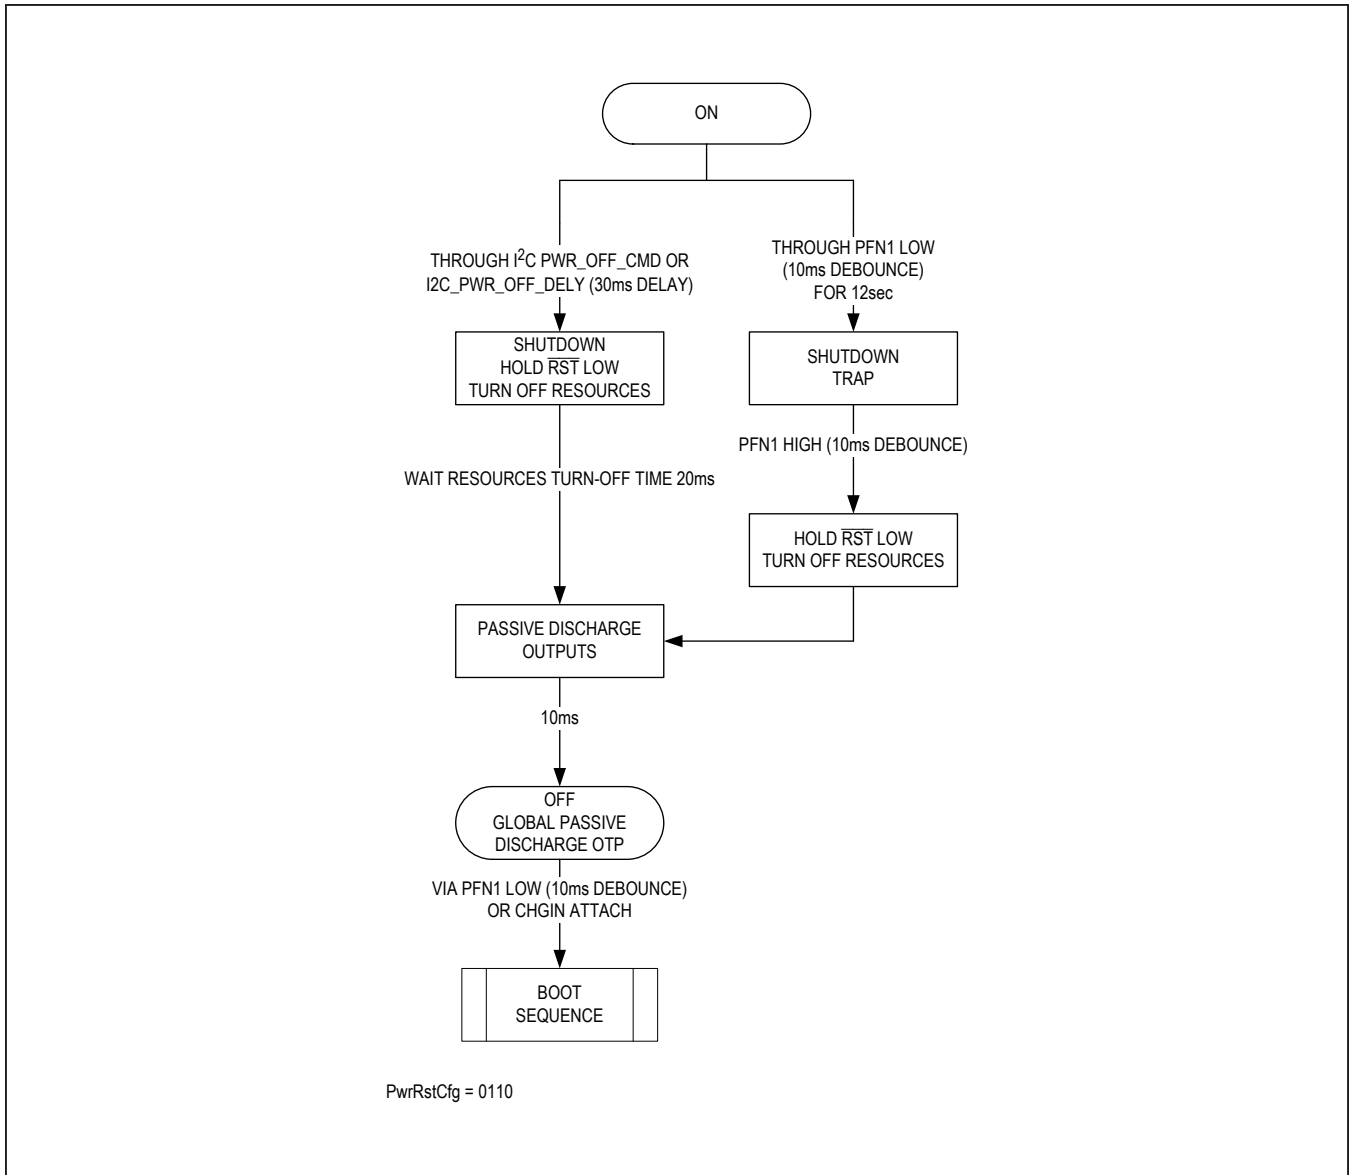 ON
THROUGH I²C PWR_OFF_CMD OR
I2C_PWR_OFF_DELY (30ms DELAY)
THROUGH PFN1 LOW
(10ms DEBOUNCE)
FOR 12sec
SHUTDOWN
HOLD R̅S̅T̅ LOW
TURN OFF RESOURCES
SHUTDOWN
TRAP
PFN1 HIGH (10ms DEBOUNCE)
WAIT RESOURCES TURN-OFF TIME 20ms
HOLD R̅S̅T̅ LOW
TURN OFF RESOURCES
PASSIVE DISCHARGE
OUTPUTS
10ms
OFF
GLOBAL PASSIVE
DISCHARGE OTP
VIA PFN1 LOW (10ms DEBOUNCE)
OR CHGIN ATTACH
BOOT
SEQUENCE
PwrRstCfg = 0110